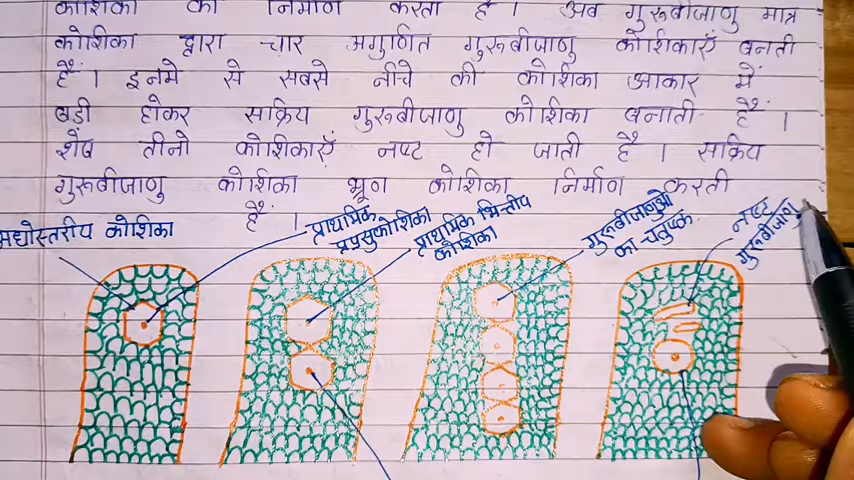 कोशिका का निर्माण करता है । अब गुरूबीजाणु मात्र
कोशिका द्वारा चार अगुणित गुरूबीजाणु कोशिकाएँ बनती
हैं । इनमे से सबसे नीचे की कोशिका आकार में
बड़ी होकर सक्रिय गुरूबीजाणु कोशिका बनाती है ।
शेष तीनो कोशिकाएँ नष्ट हो जाती है । सक्रिय
गुरूबीजाणु कोशिका भ्रूण कोशिका निर्माण करती
है ।
अधोस्तरीय कोशिका
प्राथमिक
प्रप्रसुकोशिका
प्राथमिक भित्तीय
कोशिका
गुरूबीजाणुओ
का चतुष्क
नष्ट
गुरूबीजाणु